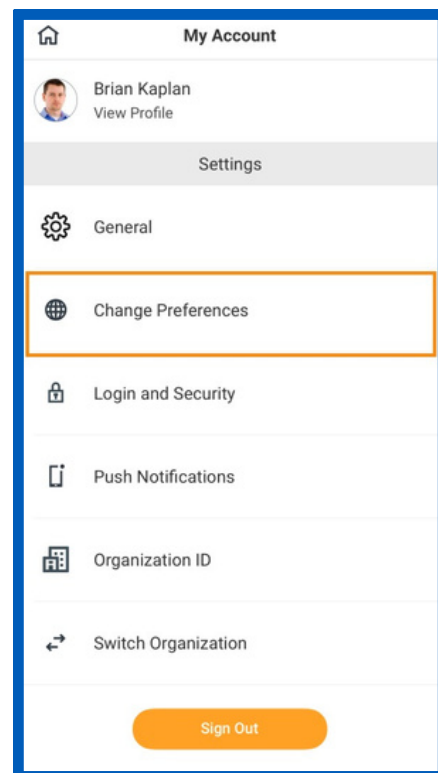 My Account
Brian Kaplan
View Profile
Settings
General
Change Preferences
Login and Security
Push Notifications
Organization ID
Switch Organization
Sign Out